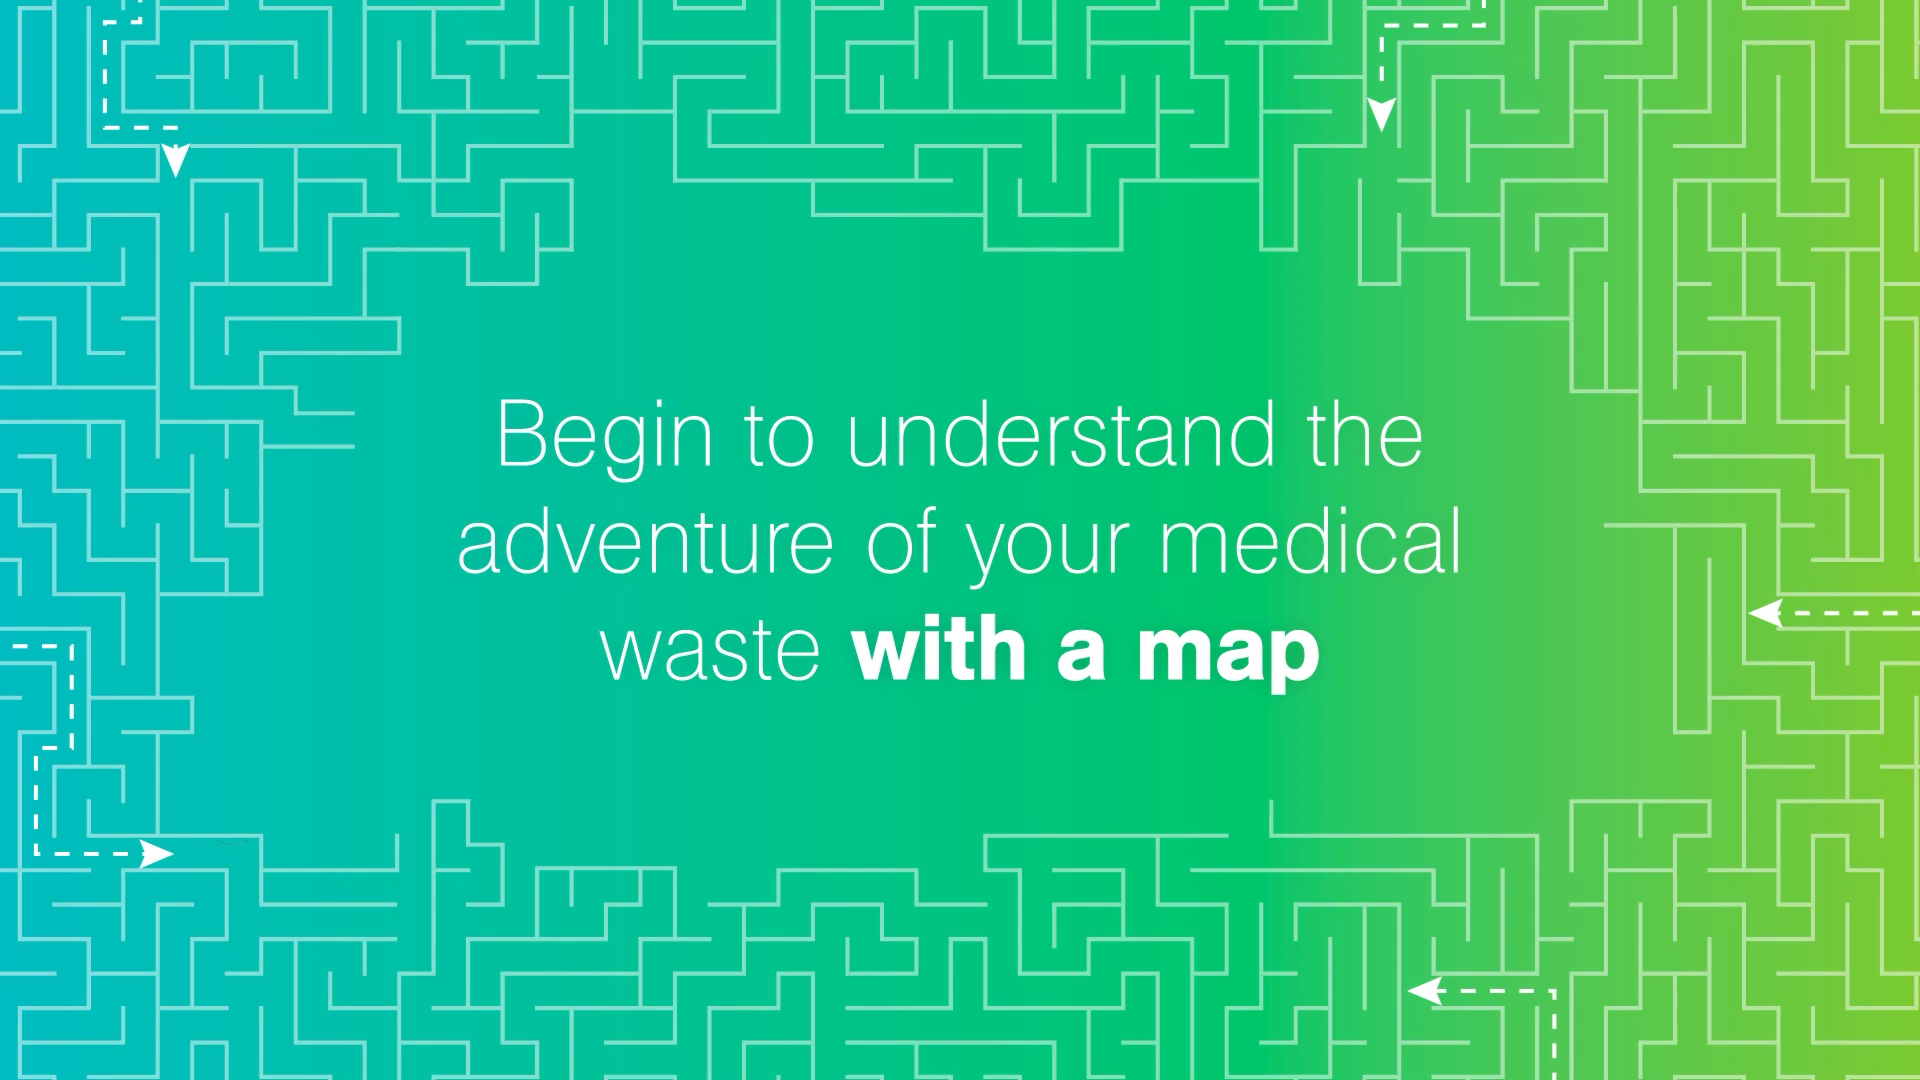 Begin to understand the
adventure of your medical
waste with a map